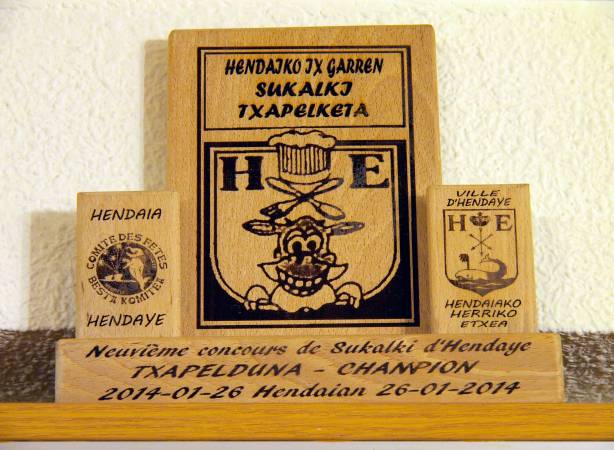 HENDAIKO IX GARREN
SUKALKI
TXAPELKETA
H E
HENDAIA
COMITE DES FETES
BESTA KOMITEA
HENDAYE
VILLE
D'HENDAYE
H E
HENDAIAKO
HERRIKO
ETXEA
Neuvième concours de Sukalki d'Hendaye
TXAPELDUNA - CHAMPION
2014-01-26 Hendaian 26-01-2014